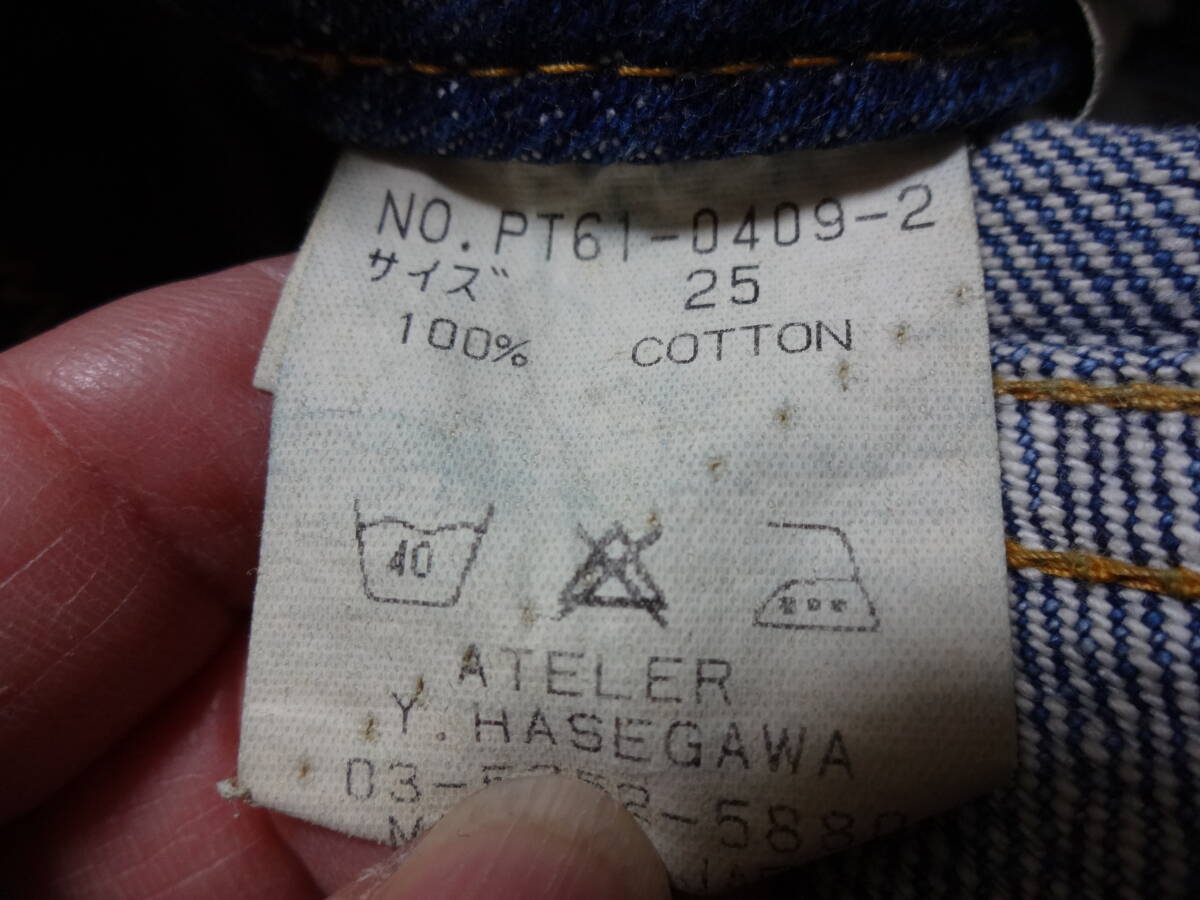 NO. PT61-0409-2
サイズ 25
100% COTTON
40
ATELER
Y. HASEGAWA